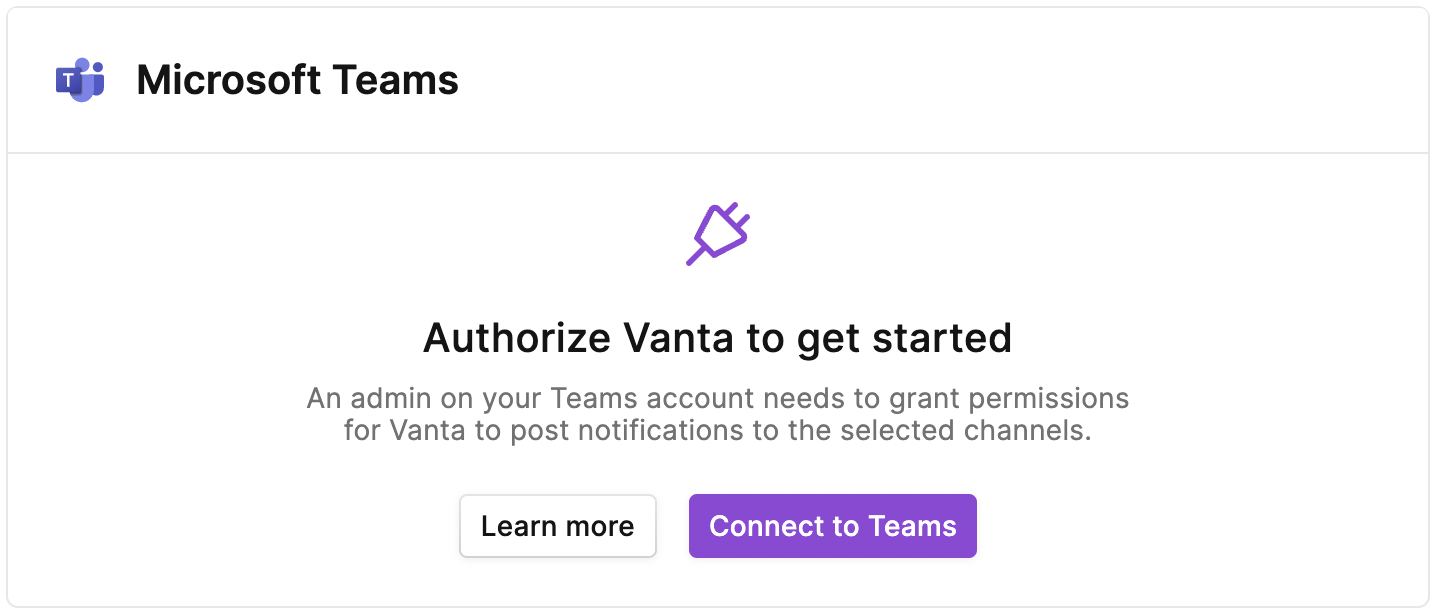 T
Microsoft Teams
Authorize Vanta to get started
An admin on your Teams account needs to grant permissions
for Vanta to post notifications to the selected channels.
Learn more
Connect to Teams